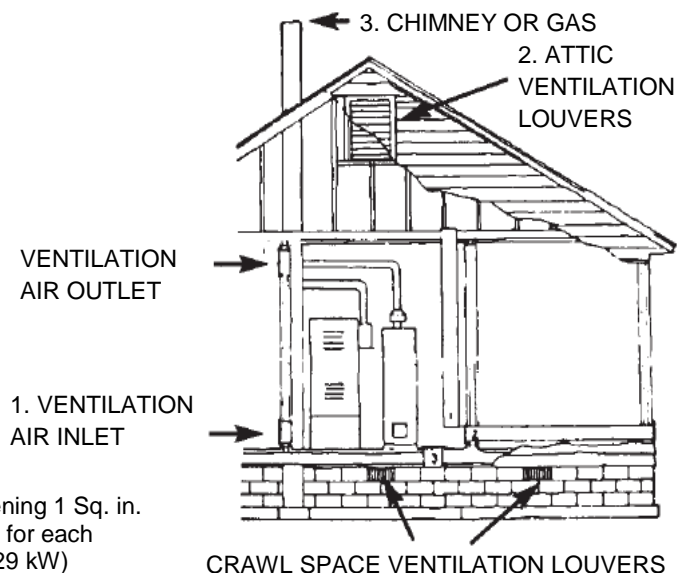 3. CHIMNEY OR GAS
2. ATTIC
VENTILATION
LOUVERS
VENTILATION
AIR OUTLET
1. VENTILATION
AIR INLET
ning 1 Sq. in.
for each
29 kW)
CRAWL SPACE VENTILATION LOUVERS